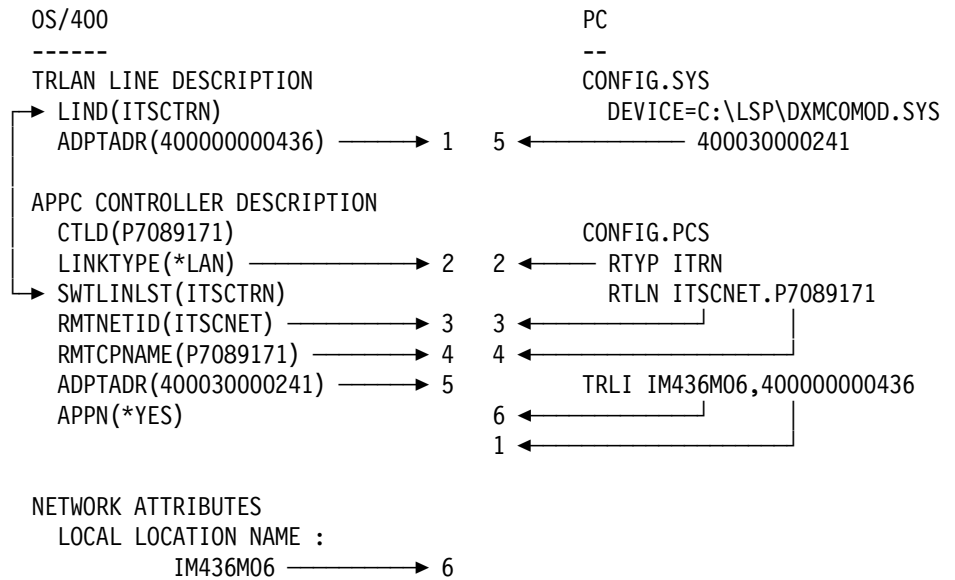 OS/400 PC
------ --
TRLAN LINE DESCRIPTION CONFIG.SYS
LIND(ITSCTRN) DEVICE=C:\LSP\DXMCOMOD.SYS
ADPTADR(400000000436) 1 5 400030000241
APPC CONTROLLER DESCRIPTION
CTLD(P7089171) CONFIG.PCS
LINKTYPE(*LAN) 2 2 RTYP ITRN
SWTLINLST(ITSCTRN) RTLN ITSCNET.P7089171
RMTNETID(ITSCNET) 3 3
RMTCPNAME(P7089171) 4 4
ADPTADR(400030000241) 5 TRLI IM436M06,400000000436
APPN(*YES) 6
1
NETWORK ATTRIBUTES
LOCAL LOCATION NAME :
IM436M06 6